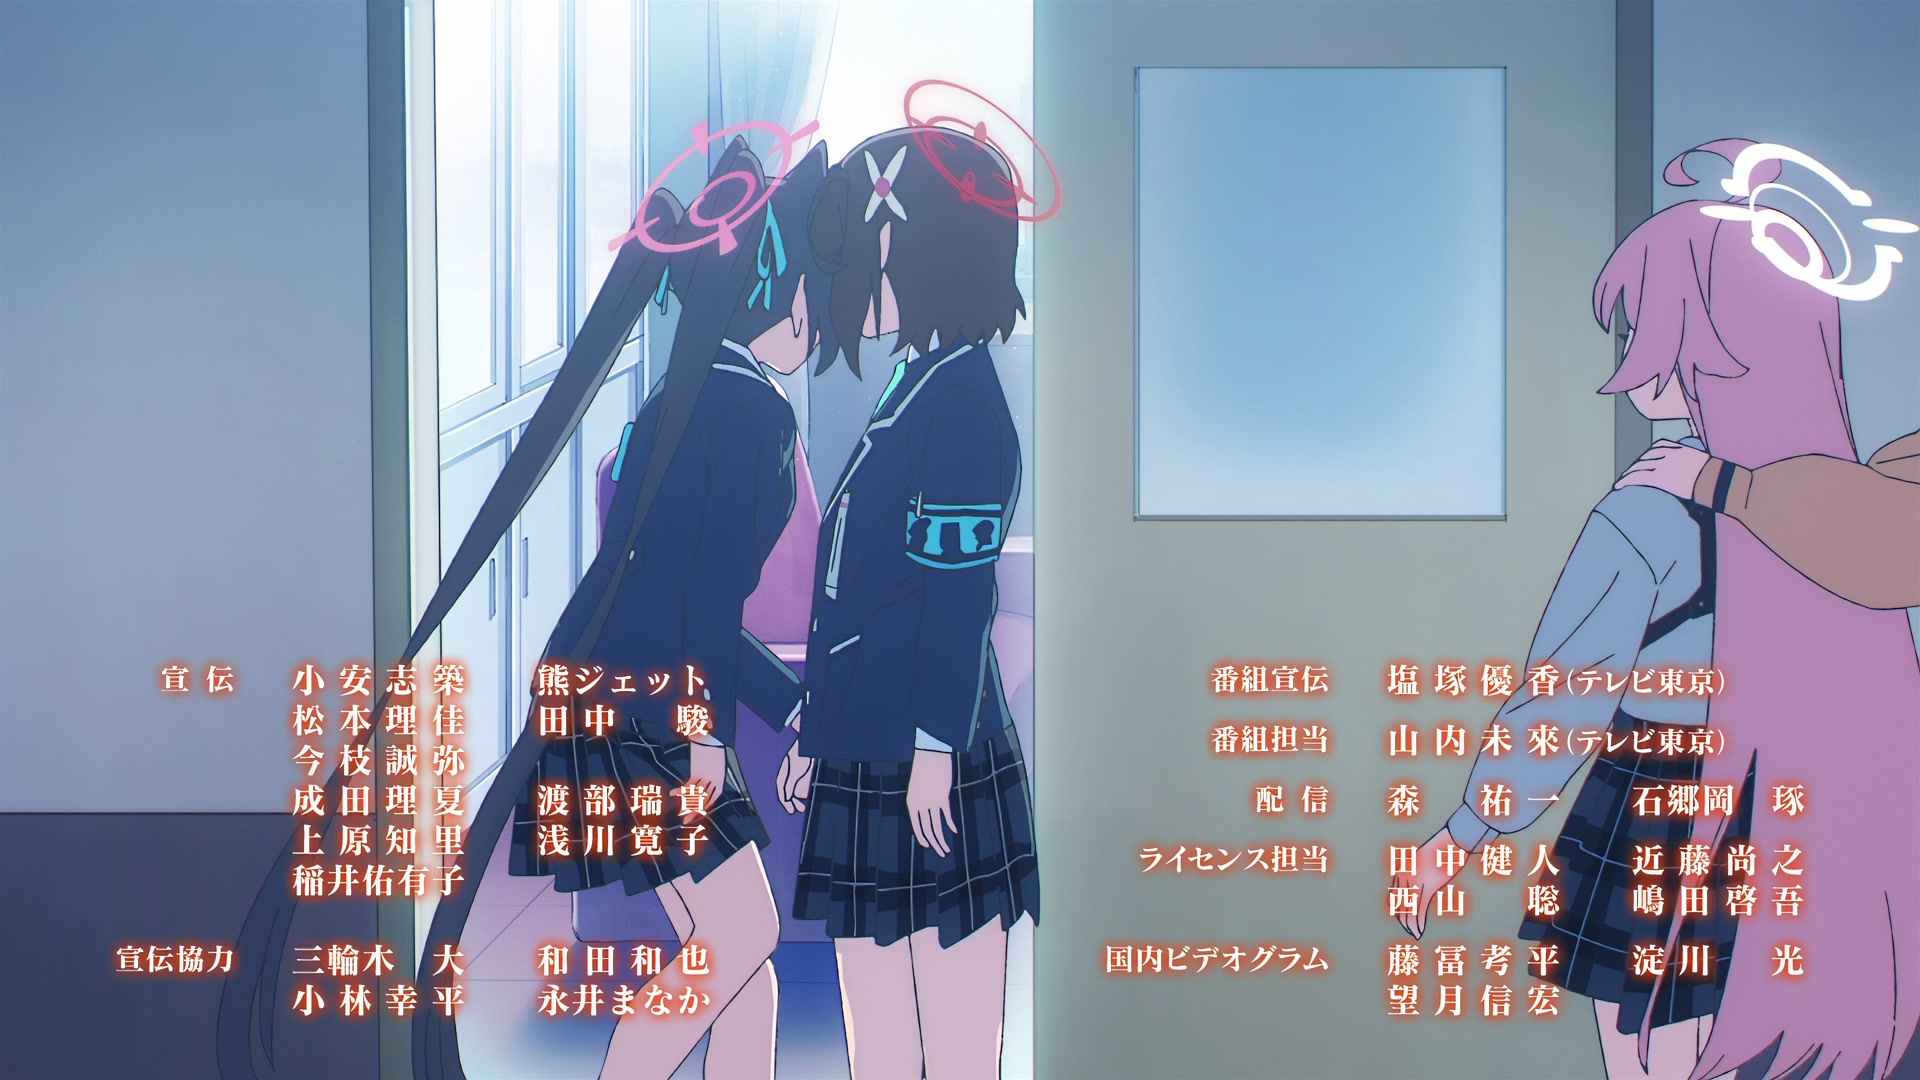 宣伝 小安志築 熊ジェット
松本理佳 田中 駿
今枝誠弥
成田理夏 渡部瑞貴
上原知里 浅川寛子
稲井佑有子
宣伝協力 三輪木 大 和田和也
小林幸平 永井まなか
番組宣伝 塩塚優香(テレビ東京)
番組担当 山内未來(テレビ東京)
配信 森 祐一 石郷岡 琢
ライセンス担当 田中健人 近藤尚之
西山 聡 嶋田啓吾
国内ビデオグラム 藤冨考平 淀川 光
望月信宏